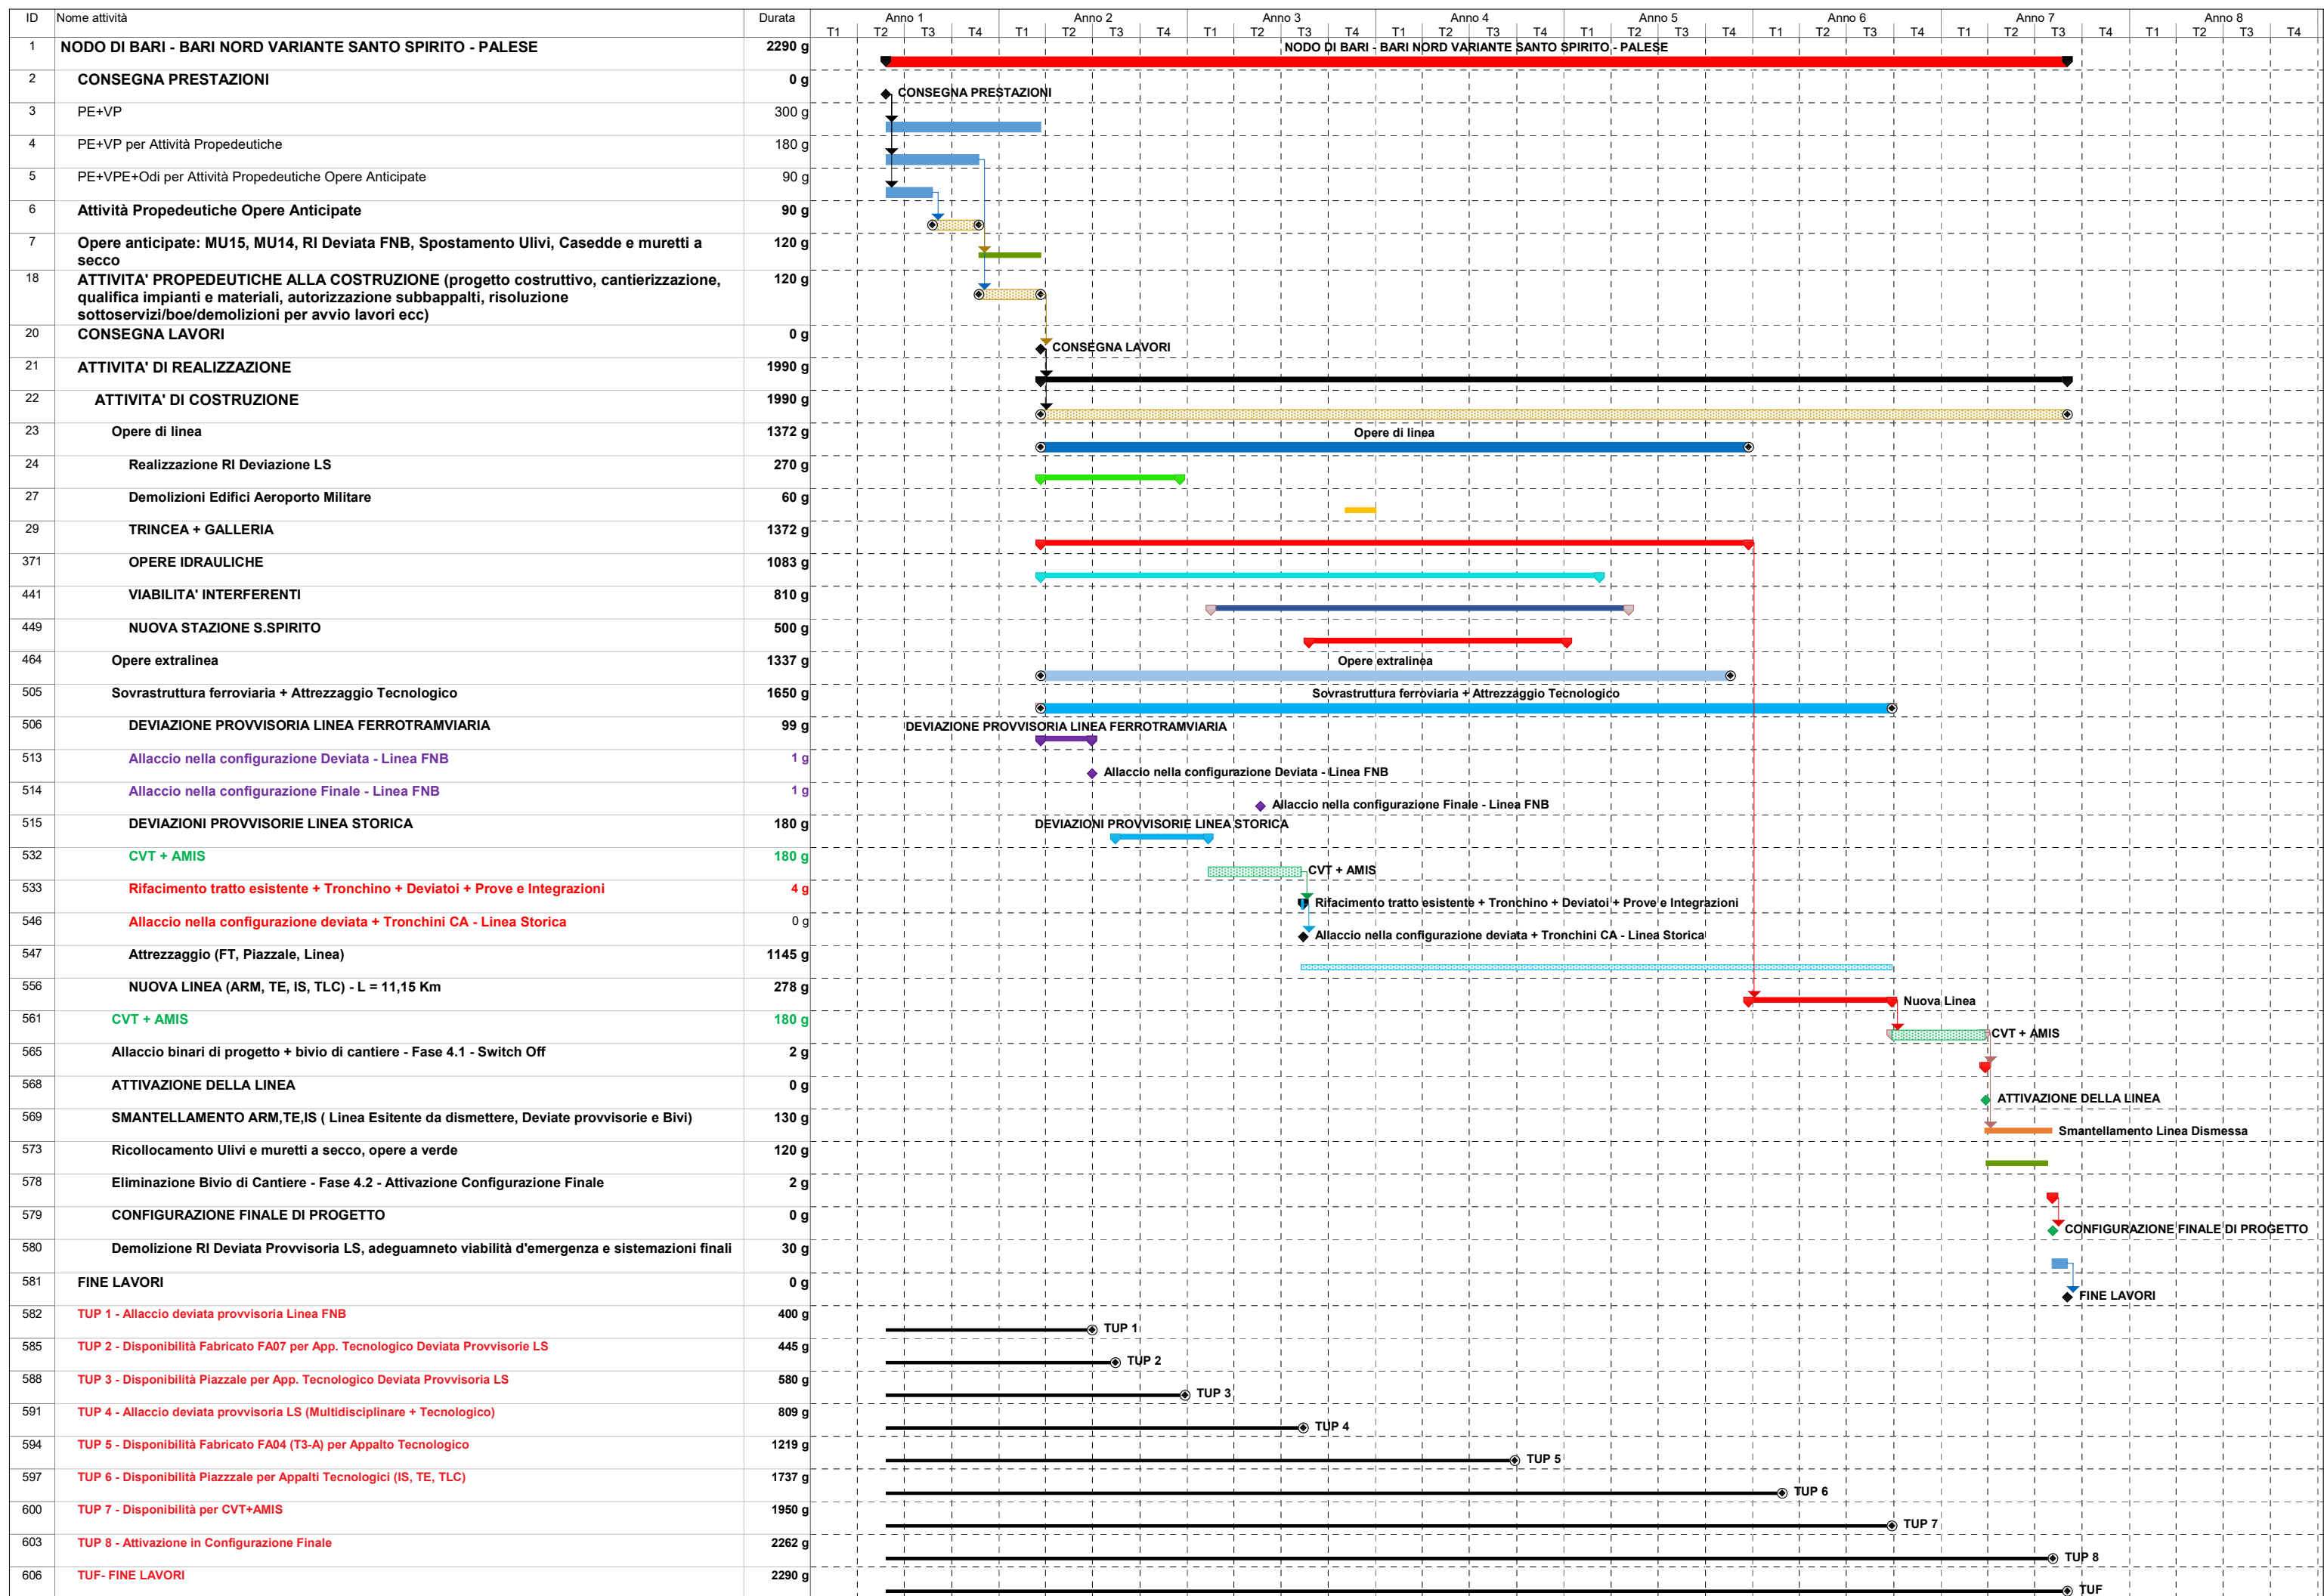 ID Nome attività Durata Anno 1 Anno 2 Anno 3 Anno 4 Anno 5 Anno 6 Anno 7 Anno 8
T1 T2 T3 T4 T1 T2 T3 T4 T1 T2 T3 T4 T1 T2 T3 T4 T1 T2 T3 T4 T1 T2 T3 T4 T1 T2 T3 T4 T1 T2 T3 T4
1 NODO DI BARI - BARI NORD VARIANTE SANTO SPIRITO - PALESE 2290 g NODO DI BARI - BARI NORD VARIANTE SANTO SPIRITO - PALESE
2 CONSEGNA PRESTAZIONI 0 g
CONSEGNA PRESTAZIONI
3 PE+VP 300 g
4 PE+VP per Attività Propedeutiche 180 g
5 PE+VPE+Odi per Attività Propedeutiche Opere Anticipate 90 g
6 Attività Propedeutiche Opere Anticipate 90 g
7 Opere anticipate: MU15, MU14, RI Deviata FNB, Spostamento Ulivi, Casedde e muretti a 120 g
secco
18 ATTIVITA' PROPEDEUTICHE ALLA COSTRUZIONE (progetto costruttivo, cantierizzazione, 120 g
qualifica impianti e materiali, autorizzazione subbappalti, risoluzione
sottoservizi/boe/demolizioni per avvio lavori ecc)
20 CONSEGNA LAVORI 0 g
CONSEGNA LAVORI
21 ATTIVITA' DI REALIZZAZIONE 1990 g
22 ATTIVITA' DI COSTRUZIONE 1990 g
23 Opere di linea 1372 g Opere di linea
24 Realizzazione RI Deviazione LS 270 g
27 Demolizioni Edifici Aeroporto Militare 60 g
29 TRINCEA + GALLERIA 1372 g
371 OPERE IDRAULICHE 1083 g
441 VIABILITA' INTERFERENTI 810 g
449 NUOVA STAZIONE S.SPIRITO 500 g
464 Opere extralinea 1337 g Opere extralinea
505 Sovrastruttura ferroviaria + Attrezzaggio Tecnologico 1650 g Sovrastruttura ferroviaria + Attrezzaggio Tecnologico
506 DEVIAZIONE PROVVISORIA LINEA FERROTRAMVIARIA 99 g DEVIAZIONE PROVVISORIA LINEA FERROTRAMVIARIA
513 Allaccio nella configurazione Deviata - Linea FNB 1 g
Allaccio nella configurazione Deviata - Linea FNB
514 Allaccio nella configurazione Finale - Linea FNB 1 g
Allaccio nella configurazione Finale - Linea FNB
515 DEVIAZIONI PROVVISORIE LINEA STORICA 180 g DEVIAZIONI PROVVISORIE LINEA STORICA
532 CVT + AMIS 180 g
CVT + AMIS
533 Rifacimento tratto esistente + Tronchino + Deviatoi + Prove e Integrazioni 4 g
Rifacimento tratto esistente + Tronchino + Deviatoi + Prove e Integrazioni
546 Allaccio nella configurazione deviata + Tronchini CA - Linea Storica 0 g
Allaccio nella configurazione deviata + Tronchini CA - Linea Storica
547 Attrezzaggio (FT, Piazzale, Linea) 1145 g
556 NUOVA LINEA (ARM, TE, IS, TLC) - L = 11,15 Km 278 g
Nuova Linea
561 CVT + AMIS 180 g
CVT + AMIS
565 Allaccio binari di progetto + bivio di cantiere - Fase 4.1 - Switch Off 2 g
568 ATTIVAZIONE DELLA LINEA 0 g
ATTIVAZIONE DELLA LINEA
569 SMANTELLAMENTO ARM,TE,IS ( Linea Esitente da dismettere, Deviate provvisorie e Bivi) 130 g
Smantellamento Linea Dismessa
573 Ricollocamento Ulivi e muretti a secco, opere a verde 120 g
578 Eliminazione Bivio di Cantiere - Fase 4.2 - Attivazione Configurazione Finale 2 g
579 CONFIGURAZIONE FINALE DI PROGETTO 0 g
CONFIGURAZIONE FINALE DI PROGETTO
580 Demolizione RI Deviata Provvisoria LS, adeguamneto viabilità d'emergenza e sistemazioni finali 30 g
581 FINE LAVORI 0 g
FINE LAVORI
582 TUP 1 - Allaccio deviata provvisoria Linea FNB 400 g
TUP 1
585 TUP 2 - Disponibilità Fabricato FA07 per App. Tecnologico Deviata Provvisorie LS 445 g
TUP 2
588 TUP 3 - Disponibilità Piazzale per App. Tecnologico Deviata Provvisoria LS 580 g
TUP 3
591 TUP 4 - Allaccio deviata provvisoria LS (Multidisciplinare + Tecnologico) 809 g
TUP 4
594 TUP 5 - Disponibilità Fabricato FA04 (T3-A) per Appalto Tecnologico 1219 g
TUP 5
597 TUP 6 - Disponibilità Piazzzale per Appalti Tecnologici (IS, TE, TLC) 1737 g
TUP 6
600 TUP 7 - Disponibilità per CVT+AMIS 1950 g
TUP 7
603 TUP 8 - Attivazione in Configurazione Finale 2262 g
TUP 8
606 TUF- FINE LAVORI 2290 g
TUF